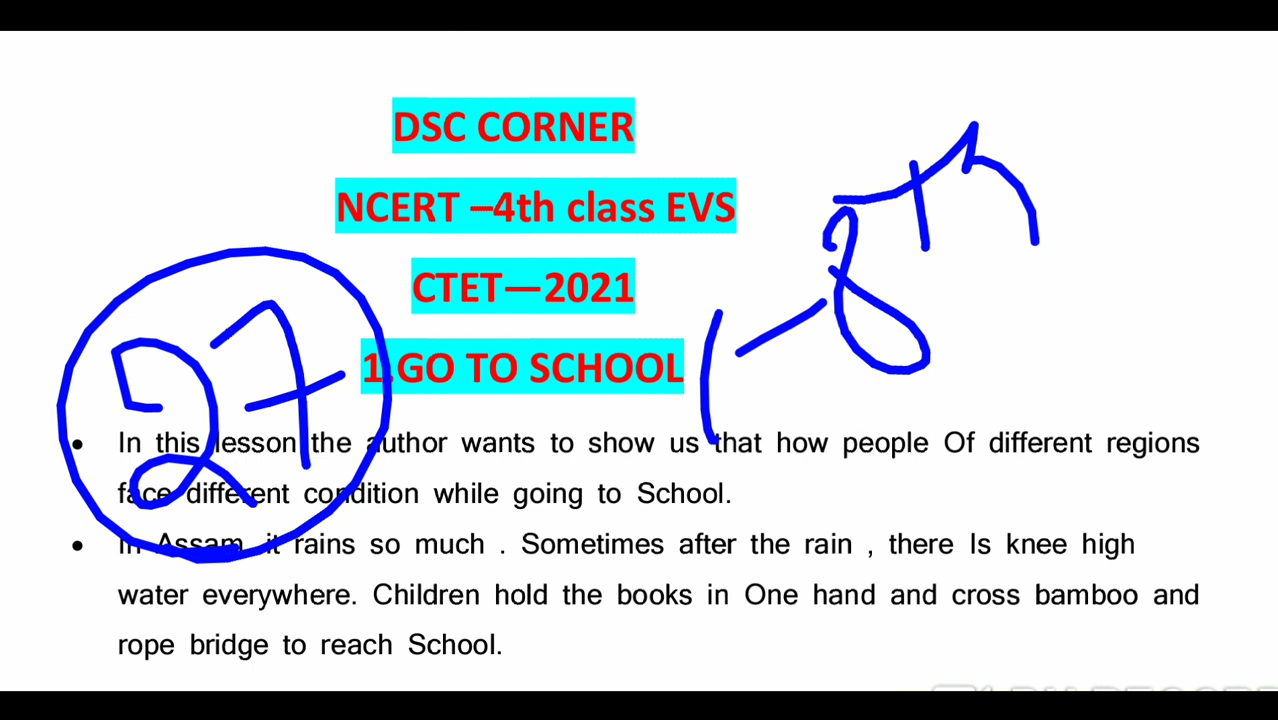 DSC CORNER
NCERT –4th class EVS
CTET—2021
1.GO TO SCHOOL
27
1-8th
• In this lesson the author wants to show us that how people Of different regions
face different condition while going to School.
• In Assam, it rains so much . Sometimes after the rain , there Is knee high
water everywhere. Children hold the books in One hand and cross bamboo and
rope bridge to reach School.